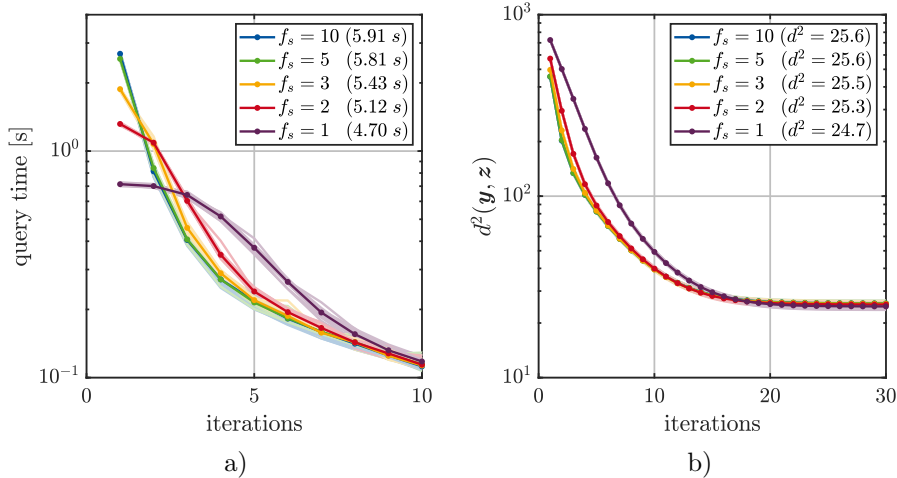 query time [s]
10^0
10^-1
f_s = 10 (5.91 s)
f_s = 5 (5.81 s)
f_s = 3 (5.43 s)
f_s = 2 (5.12 s)
f_s = 1 (4.70 s)
0 5 10
iterations
a)
d^2(y, z)
10^3
10^2
10^1
f_s = 10 (d^2 = 25.6)
f_s = 5 (d^2 = 25.6)
f_s = 3 (d^2 = 25.5)
f_s = 2 (d^2 = 25.3)
f_s = 1 (d^2 = 24.7)
0 10 20 30
iterations
b)